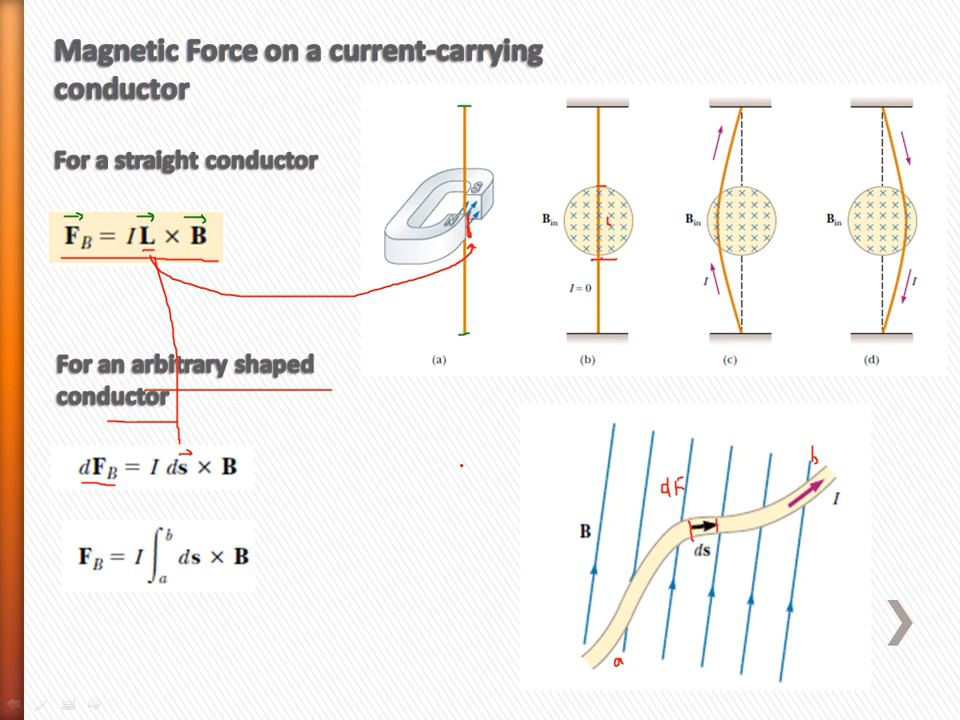 Magnetic Force on a current-carrying
conductor
For a straight conductor
F_B = I L × B
N S
B_in
L
I = 0
B_in
I
B_in
I
(a) (b) (c) (d)
For an arbitrary shaped
conductor
dF_B = I ds × B
F_B = I ∫_a^b ds × B
b
dF
I
B
ds
a